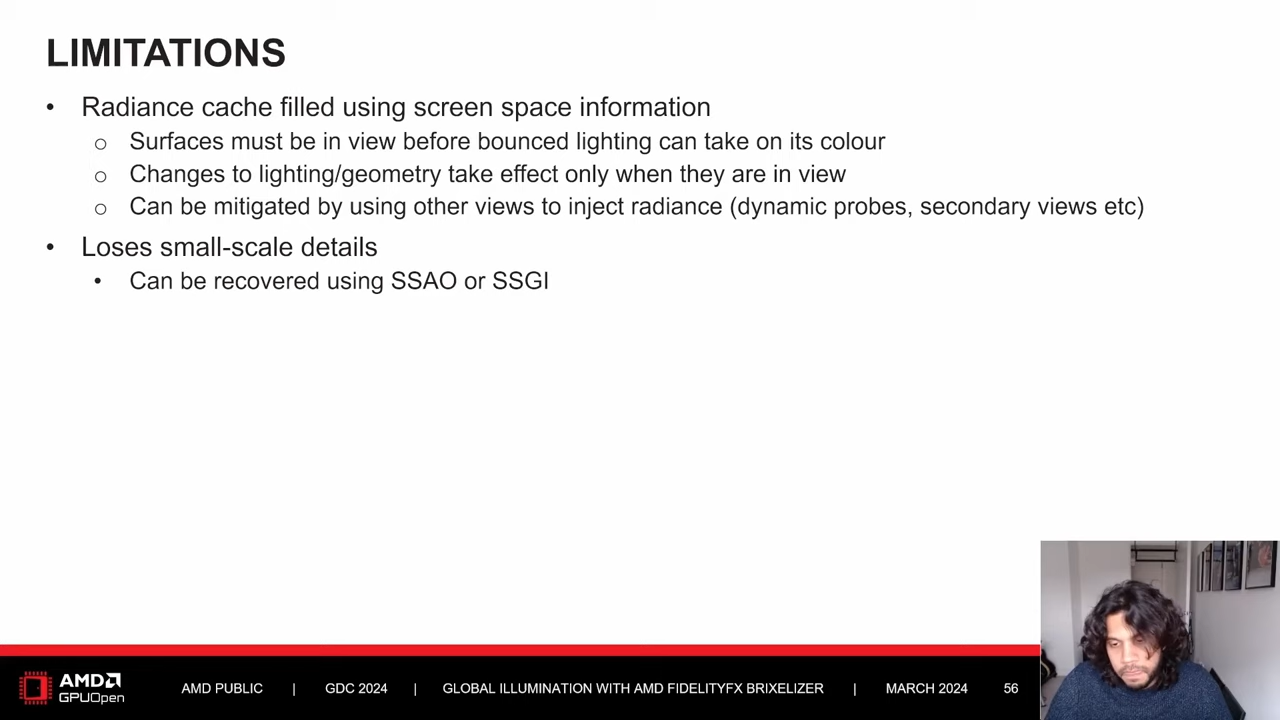 LIMITATIONS
• Radiance cache filled using screen space information
o Surfaces must be in view before bounced lighting can take on its colour
o Changes to lighting/geometry take effect only when they are in view
o Can be mitigated by using other views to inject radiance (dynamic probes, secondary views etc)
• Loses small-scale details
• Can be recovered using SSAO or SSGI
AMD
GPUOpen
AMD PUBLIC | GDC 2024 | GLOBAL ILLUMINATION WITH AMD FIDELITYFX BRIXELIZER | MARCH 2024 56